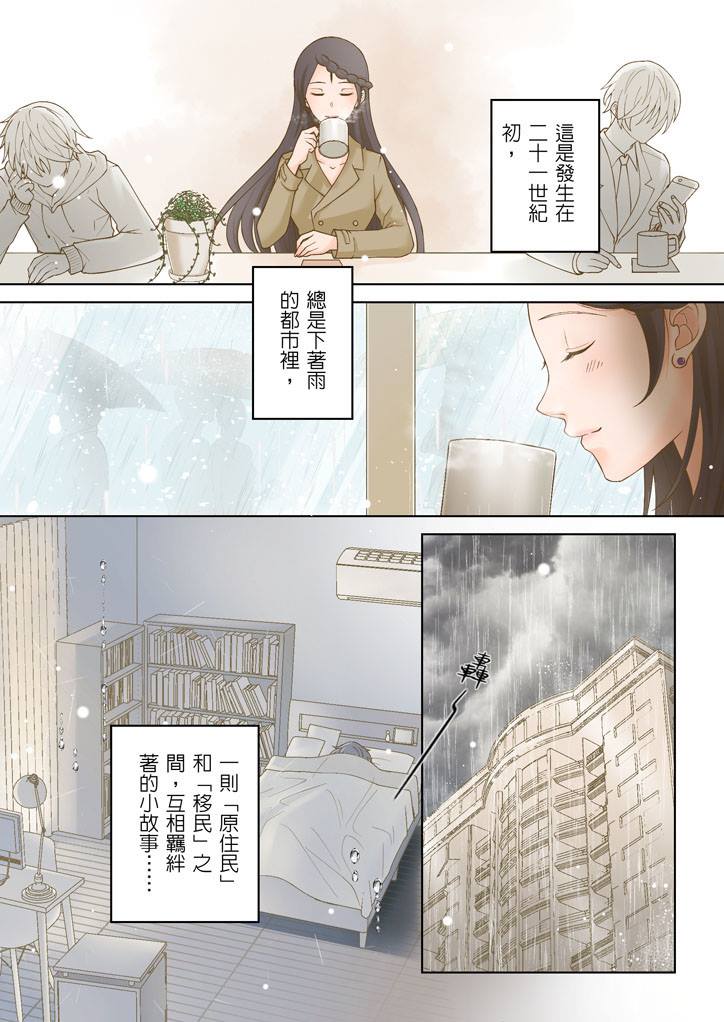 這是發生在
二十一世紀
初，
總是下著雨
的都市裡，
轟
一則「原住民」
和「移民」之
間，互相羈絆
著的小故事……